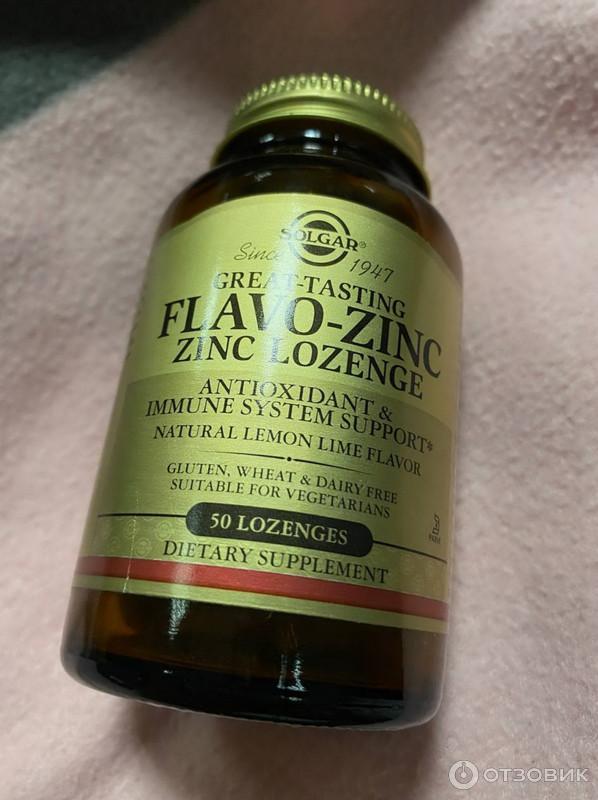 SOLGAR®
Since 1947
GREAT-TASTING
FLAVO-ZINC
ZINC LOZENGE
ANTIOXIDANT &
IMMUNE SYSTEM SUPPORT*
NATURAL LEMON LIME FLAVOR
GLUTEN, WHEAT & DAIRY FREE
SUITABLE FOR VEGETARIANS
50 LOZENGES
DIETARY SUPPLEMENT
ОТЗОВИК